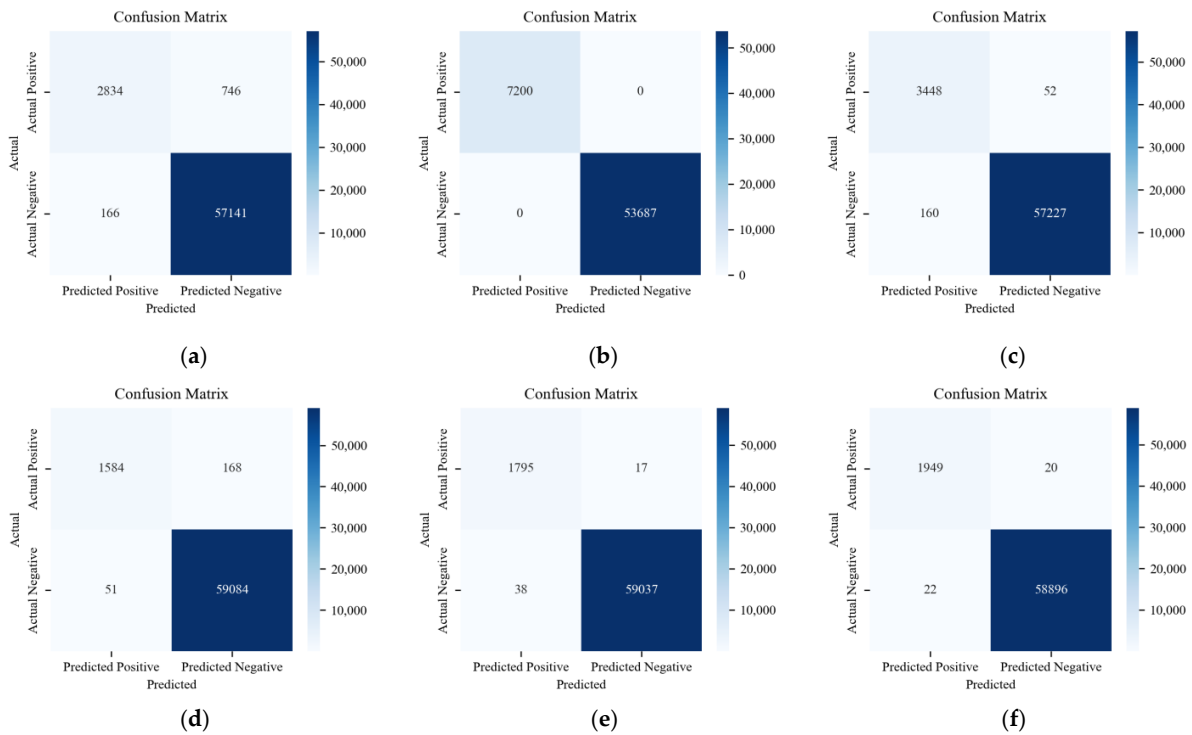 Confusion Matrix
Actual
Actual Positive
Actual Negative
2834
746
166
57141
50,000
40,000
30,000
20,000
10,000
Predicted Positive
Predicted Negative
Predicted
(a)
Confusion Matrix
Actual
Actual Positive
Actual Negative
7200
0
0
53687
50,000
40,000
30,000
20,000
10,000
0
Predicted Positive
Predicted Negative
Predicted
(b)
Confusion Matrix
Actual
Actual Positive
Actual Negative
3448
52
160
57227
50,000
40,000
30,000
20,000
10,000
Predicted Positive
Predicted Negative
Predicted
(c)
Confusion Matrix
Actual
Actual Positive
Actual Negative
1584
168
51
59084
50,000
40,000
30,000
20,000
10,000
Predicted Positive
Predicted Negative
Predicted
(d)
Confusion Matrix
Actual
Actual Positive
Actual Negative
1795
17
38
59037
50,000
40,000
30,000
20,000
10,000
Predicted Positive
Predicted Negative
Predicted
(e)
Confusion Matrix
Actual
Actual Positive
Actual Negative
1949
20
22
58896
50,000
40,000
30,000
20,000
10,000
Predicted Positive
Predicted Negative
Predicted
(f)